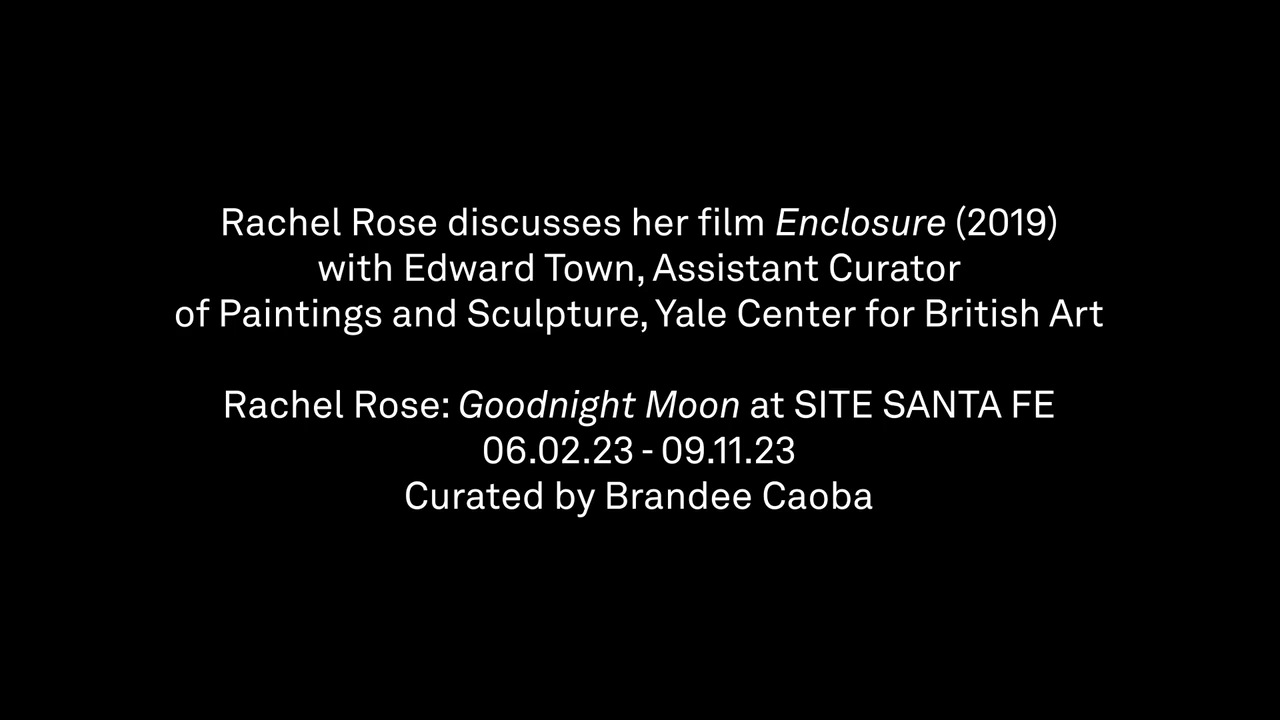 Rachel Rose discusses her film Enclosure (2019)
with Edward Town, Assistant Curator
of Paintings and Sculpture, Yale Center for British Art
Rachel Rose: Goodnight Moon at SITE SANTA FE
06.02.23 - 09.11.23
Curated by Brandee Caoba